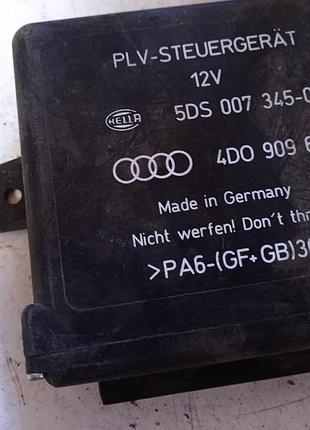 PLV-STEUERGERÄT
12V
HELLA
5DS 007 345-0
4D0 909 6
Made in Germany
Nicht werfen! Don't thr
>PA6-(GF+GB)30